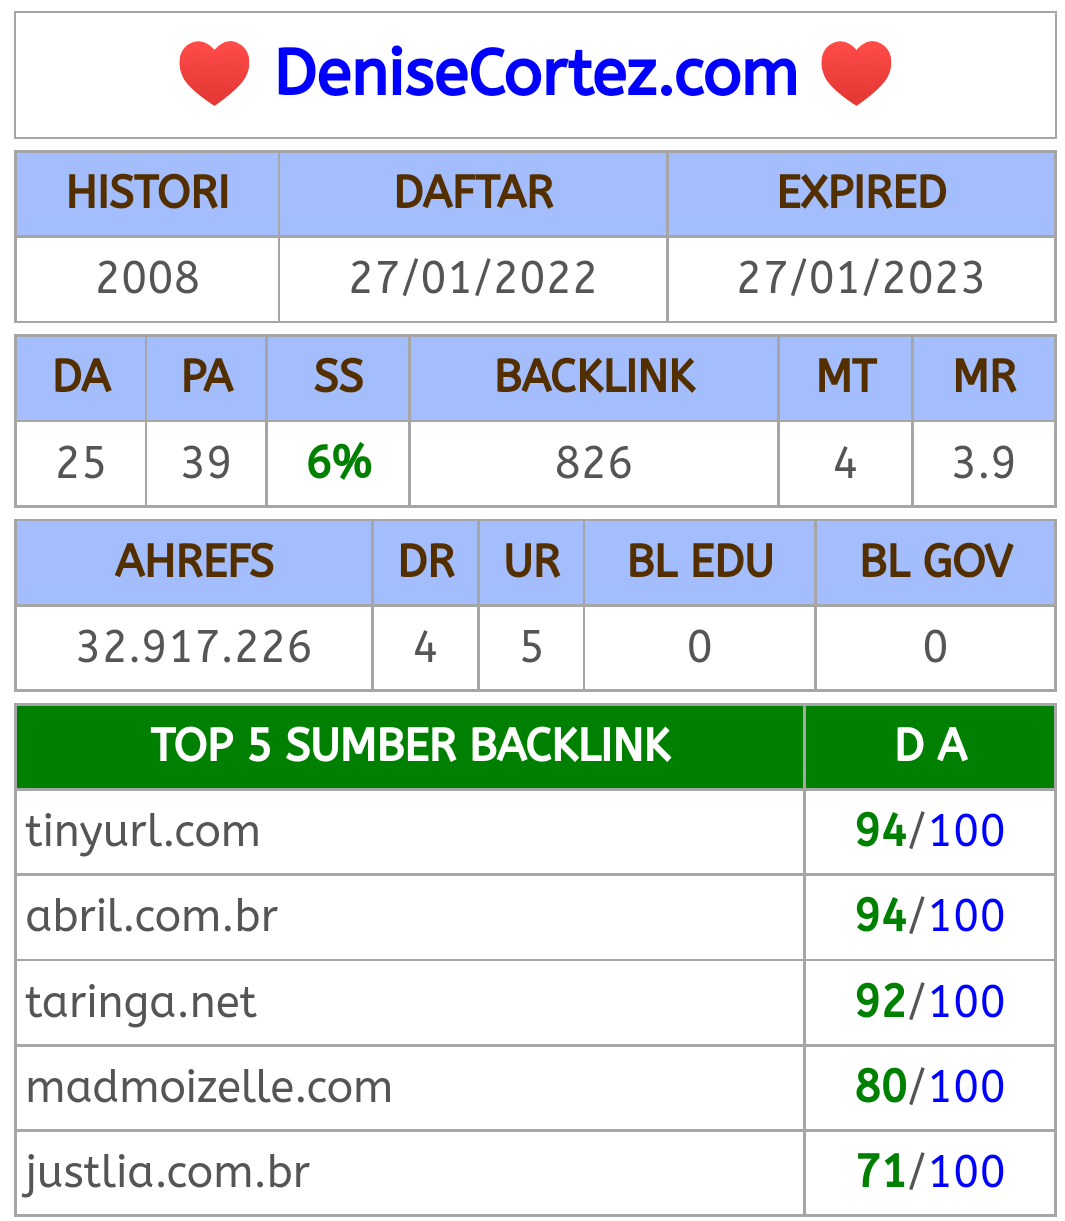 DeniseCortez.com
HISTORI DAFTAR EXPIRED
2008 27/01/2022 27/01/2023
DA PA SS BACKLINK MT MR
25 39 6% 826 4 3.9
AHREFS DR UR BL EDU BL GOV
32.917.226 4 5 0 0
TOP 5 SUMBER BACKLINK D A
tinyurl.com 94/100
abril.com.br 94/100
taringa.net 92/100
madmoizelle.com 80/100
justlia.com.br 71/100